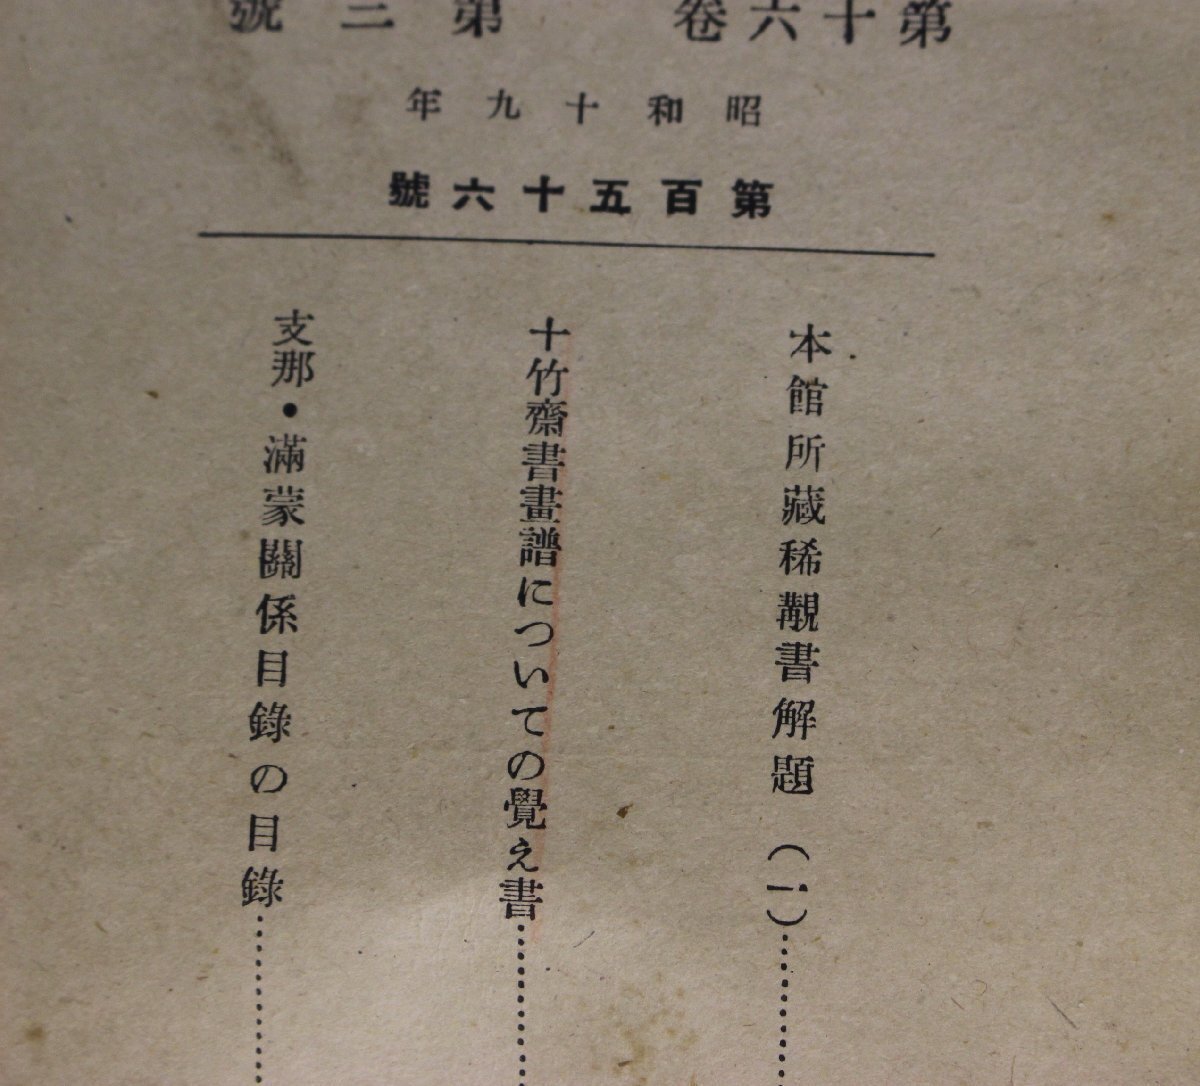 第十六卷 第 號
昭和十九年
第百五十六號
本館所藏稀覯書解題（一）
十竹齋書畫譜についての覺え書
支那・滿蒙關係目錄の目錄